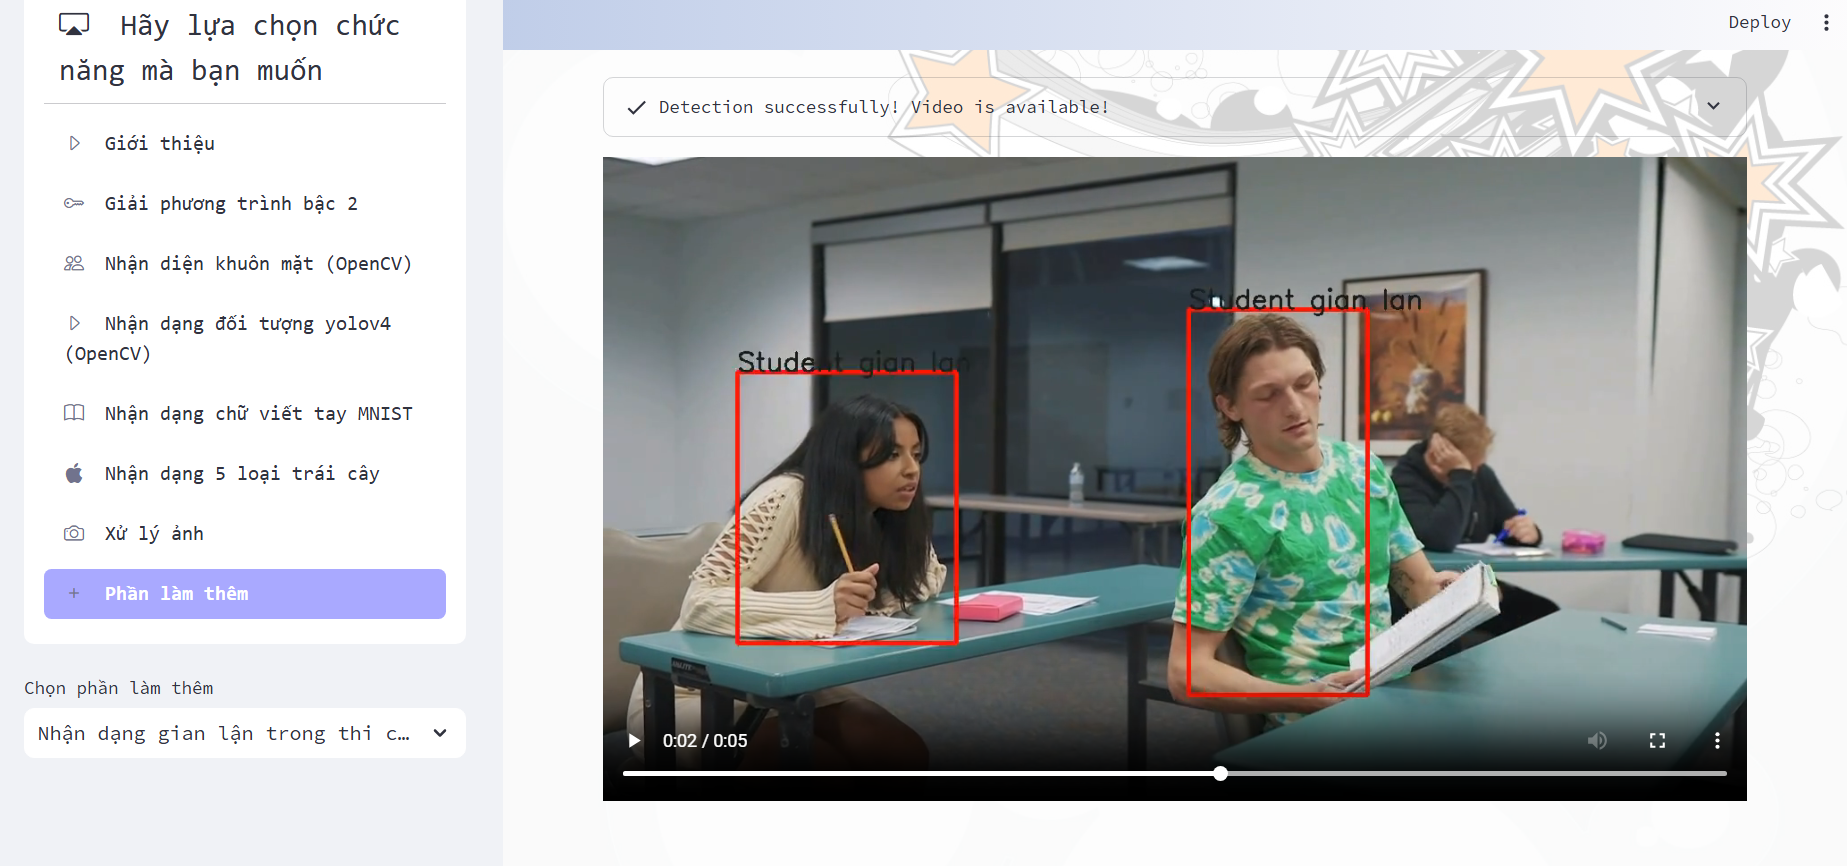 Hãy lựa chọn chức
năng mà bạn muốn
Giới thiệu
Giải phương trình bậc 2
Nhận diện khuôn mặt (OpenCV)
Nhận dạng đối tượng yolov4
(OpenCV)
Nhận dạng chữ viết tay MNIST
Nhận dạng 5 loại trái cây
Xử lý ảnh
Phần làm thêm
Chọn phần làm thêm
Nhận dạng gian lận trong thi c…
Deploy
Detection successfully! Video is available!
Student gian lan
Student gian lan
0:02 / 0:05